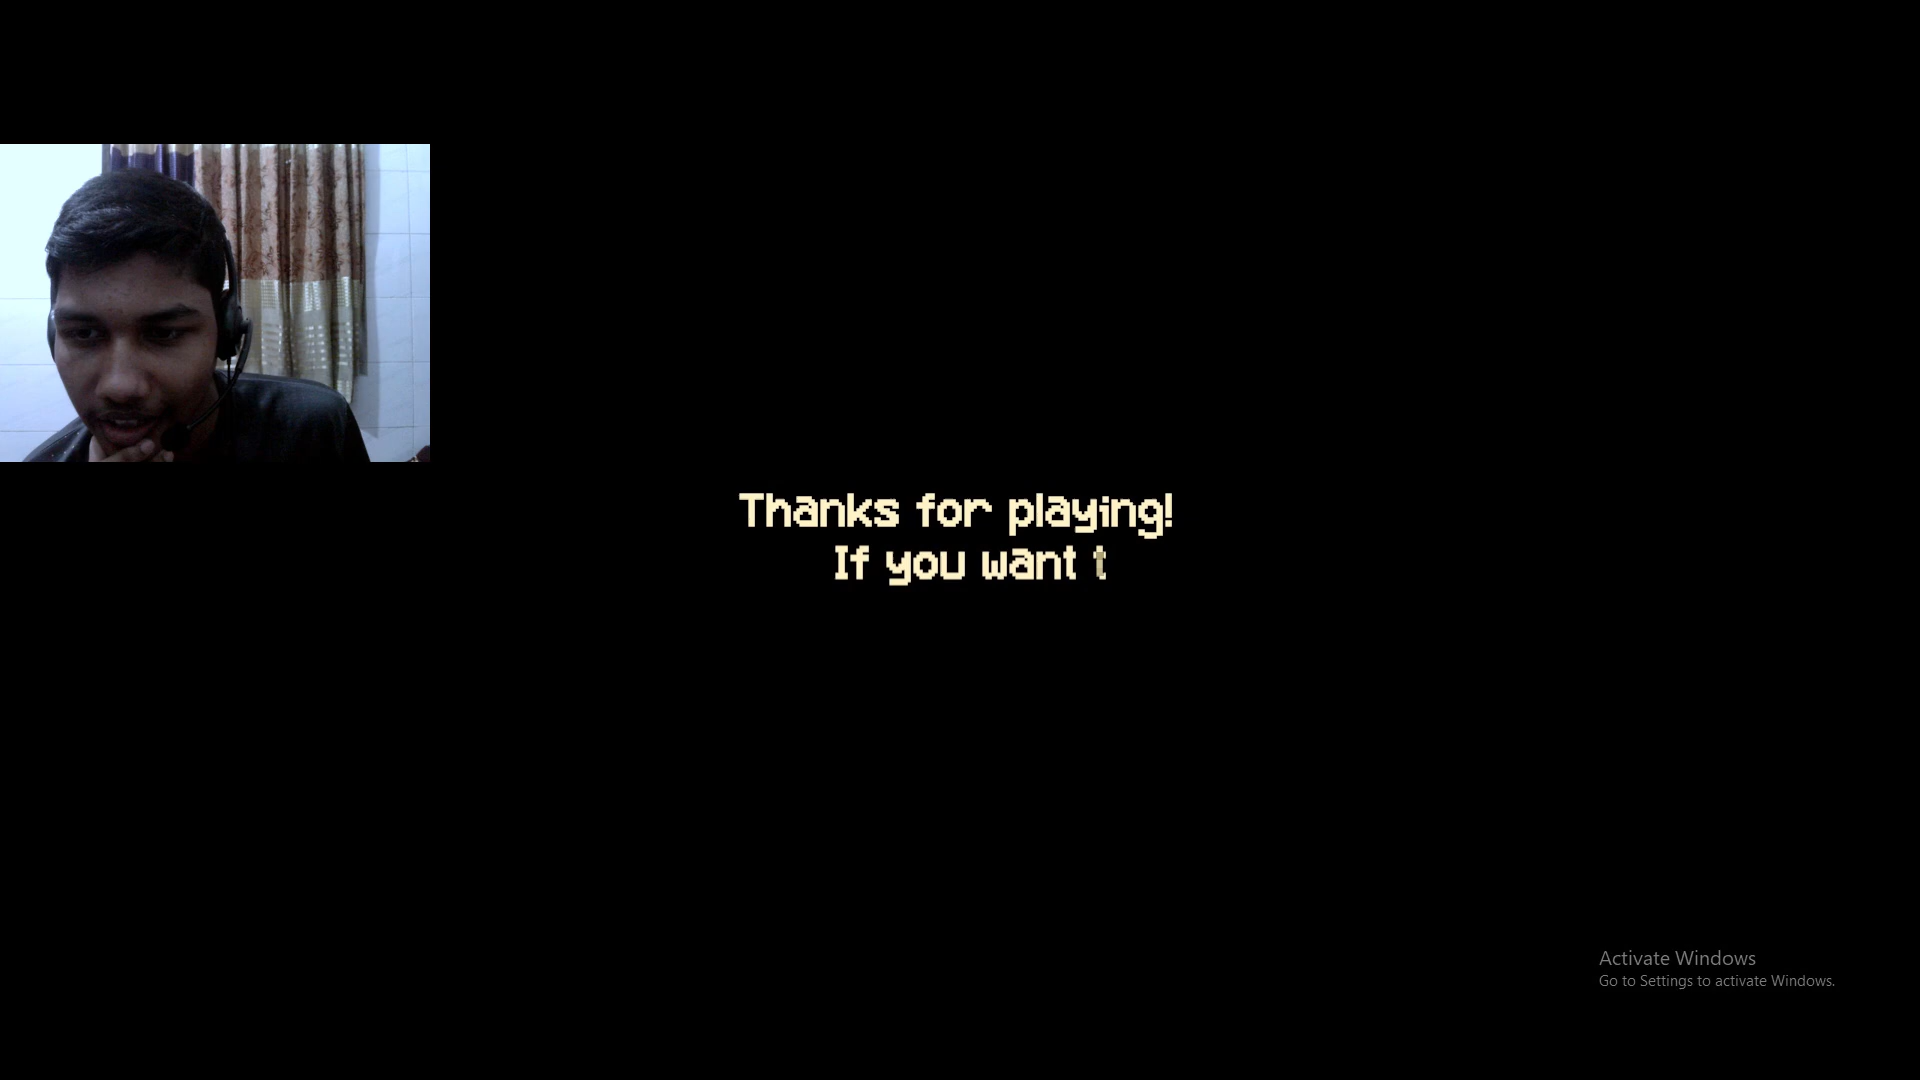 Thanks for playing!
If you want t
Activate Windows
Go to Settings to activate Windows.